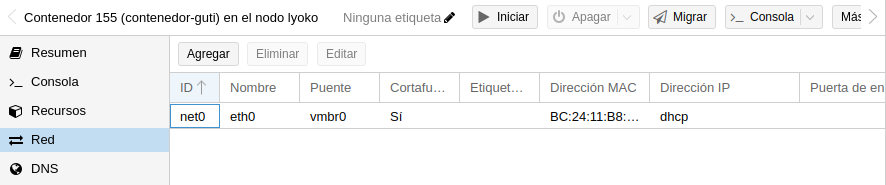 Contenedor 155 (contenedor-guti) en el nodo lyoko Ninguna etiqueta Iniciar Apagar Migrar Consola Más
Resumen
Consola
Recursos
Red
DNS
Agregar Eliminar Editar
ID Nombre Puente Cortafu... Etiquet... Dirección MAC Dirección IP Puerta de en
net0 eth0 vmbr0 Sí BC:24:11:B8:... dhcp